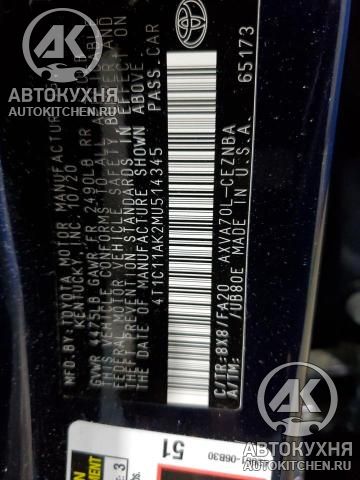 АВТОКУХНЯ
AUTOKITCHEN.RU
MFD. BY: TOYOTA MOTOR MANUFACTURING
KENTUCKY, INC. 10/20
GVWR 4475LB GAWR FR 2490LB RR
THIS VEHICLE CONFORMS TO ALL APPLICABLE
FEDERAL MOTOR VEHICLE SAFETY, BUMPER, AND
THEFT PREVENTION STANDARDS IN EFFECT ON
THE DATE OF MANUFACTURE SHOWN ABOVE.
4T1C11AK2MU514345 PASS. CAR
C/TR: 8X8/FA20 AXVA70L-CEZNBA
A/TM: /UB80E MADE IN U.S.A. 65173
51
06B30
3
АВТОКУХНЯ
AUTOKITCHEN.RU